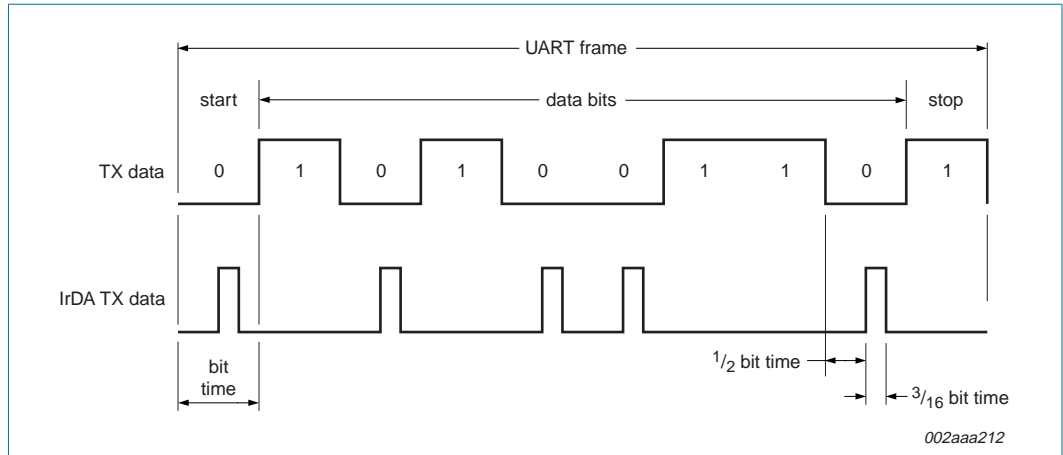 UART frame
start data bits stop
TX data 0 1 0 1 0 0 1 1 0 1
IrDA TX data
bit
time
1/2 bit time
3/16 bit time
002aaa212